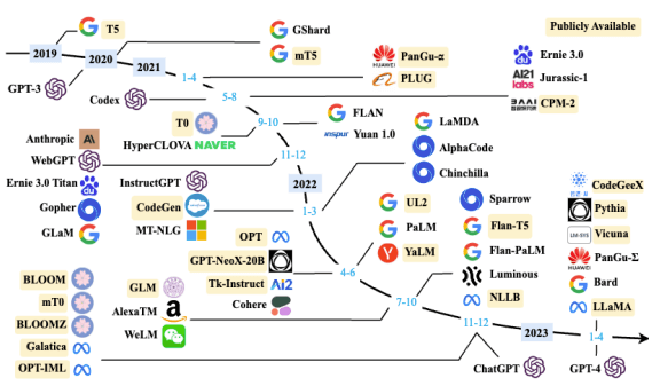 Publicly Available
2019
T5
GShard
mT5
2020
2021
GPT-3
Codex
1-4
PanGu-α
HUAWEI
PLUG
Ernie 3.0
AI21 labs
Jurassic-1
CPM-2
5-8
T0
HyperCLOVA
NAVER
9-10
FLAN
inspur
Yuan 1.0
Anthropic
AI
WebGPT
11-12
Ernie 3.0 Titan
InstructGPT
Gopher
CodeGen
GLaM
MT-NLG
2022
LaMDA
AlphaCode
Chinchilla
1-3
OPT
GPT-NeoX-20B
Tk-Instruct
Ai2
Cohere
UL2
PaLM
YaLM
4-6
GLM
AlexaTM
WeLM
Sparrow
Flan-T5
Flan-PaLM
Luminous
NLLB
7-10
BLOOM
mT0
BLOOMZ
Galatica
OPT-IML
11-12
ChatGPT
2023
CodeGeeX
Pythia
Vicuna
PanGu-Σ
HUAWEI
Bard
LLaMA
1-4
GPT-4